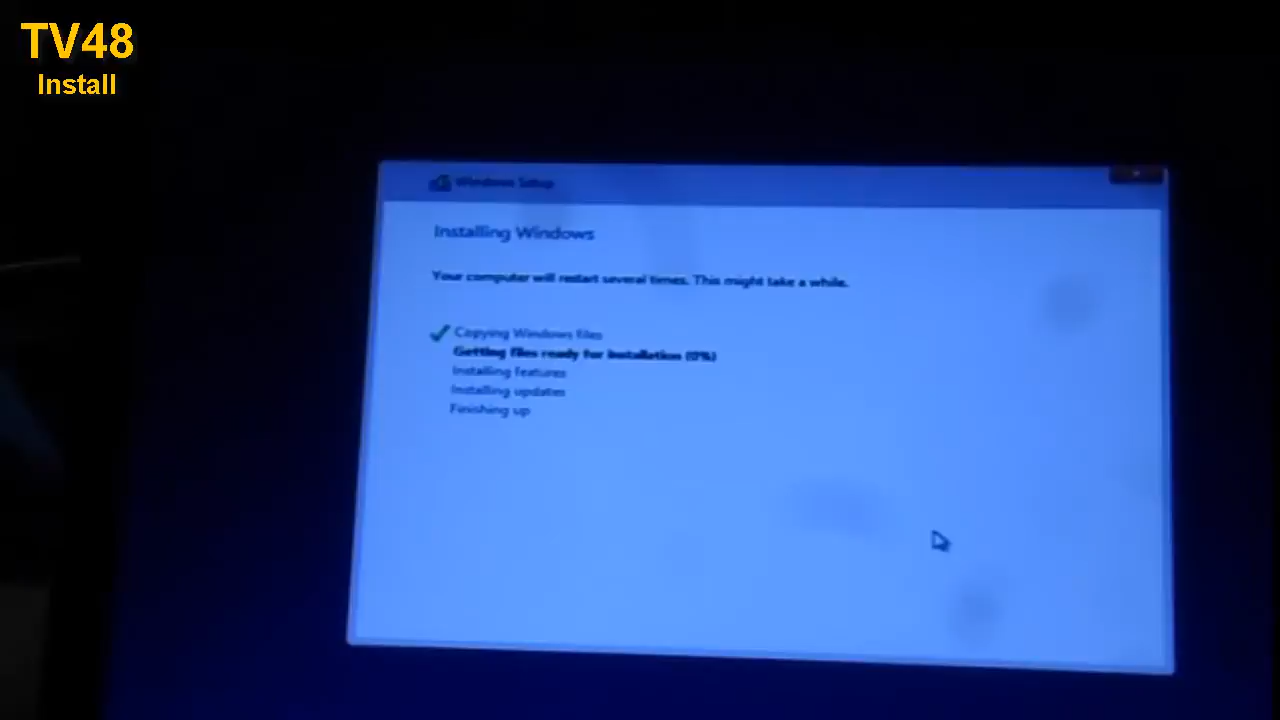 TV48
Install
Windows Setup
Installing Windows
Your computer will restart several times. This might take a while.
Copying Windows files
Getting files ready for installation (0%)
Installing features
Installing updates
Finishing up